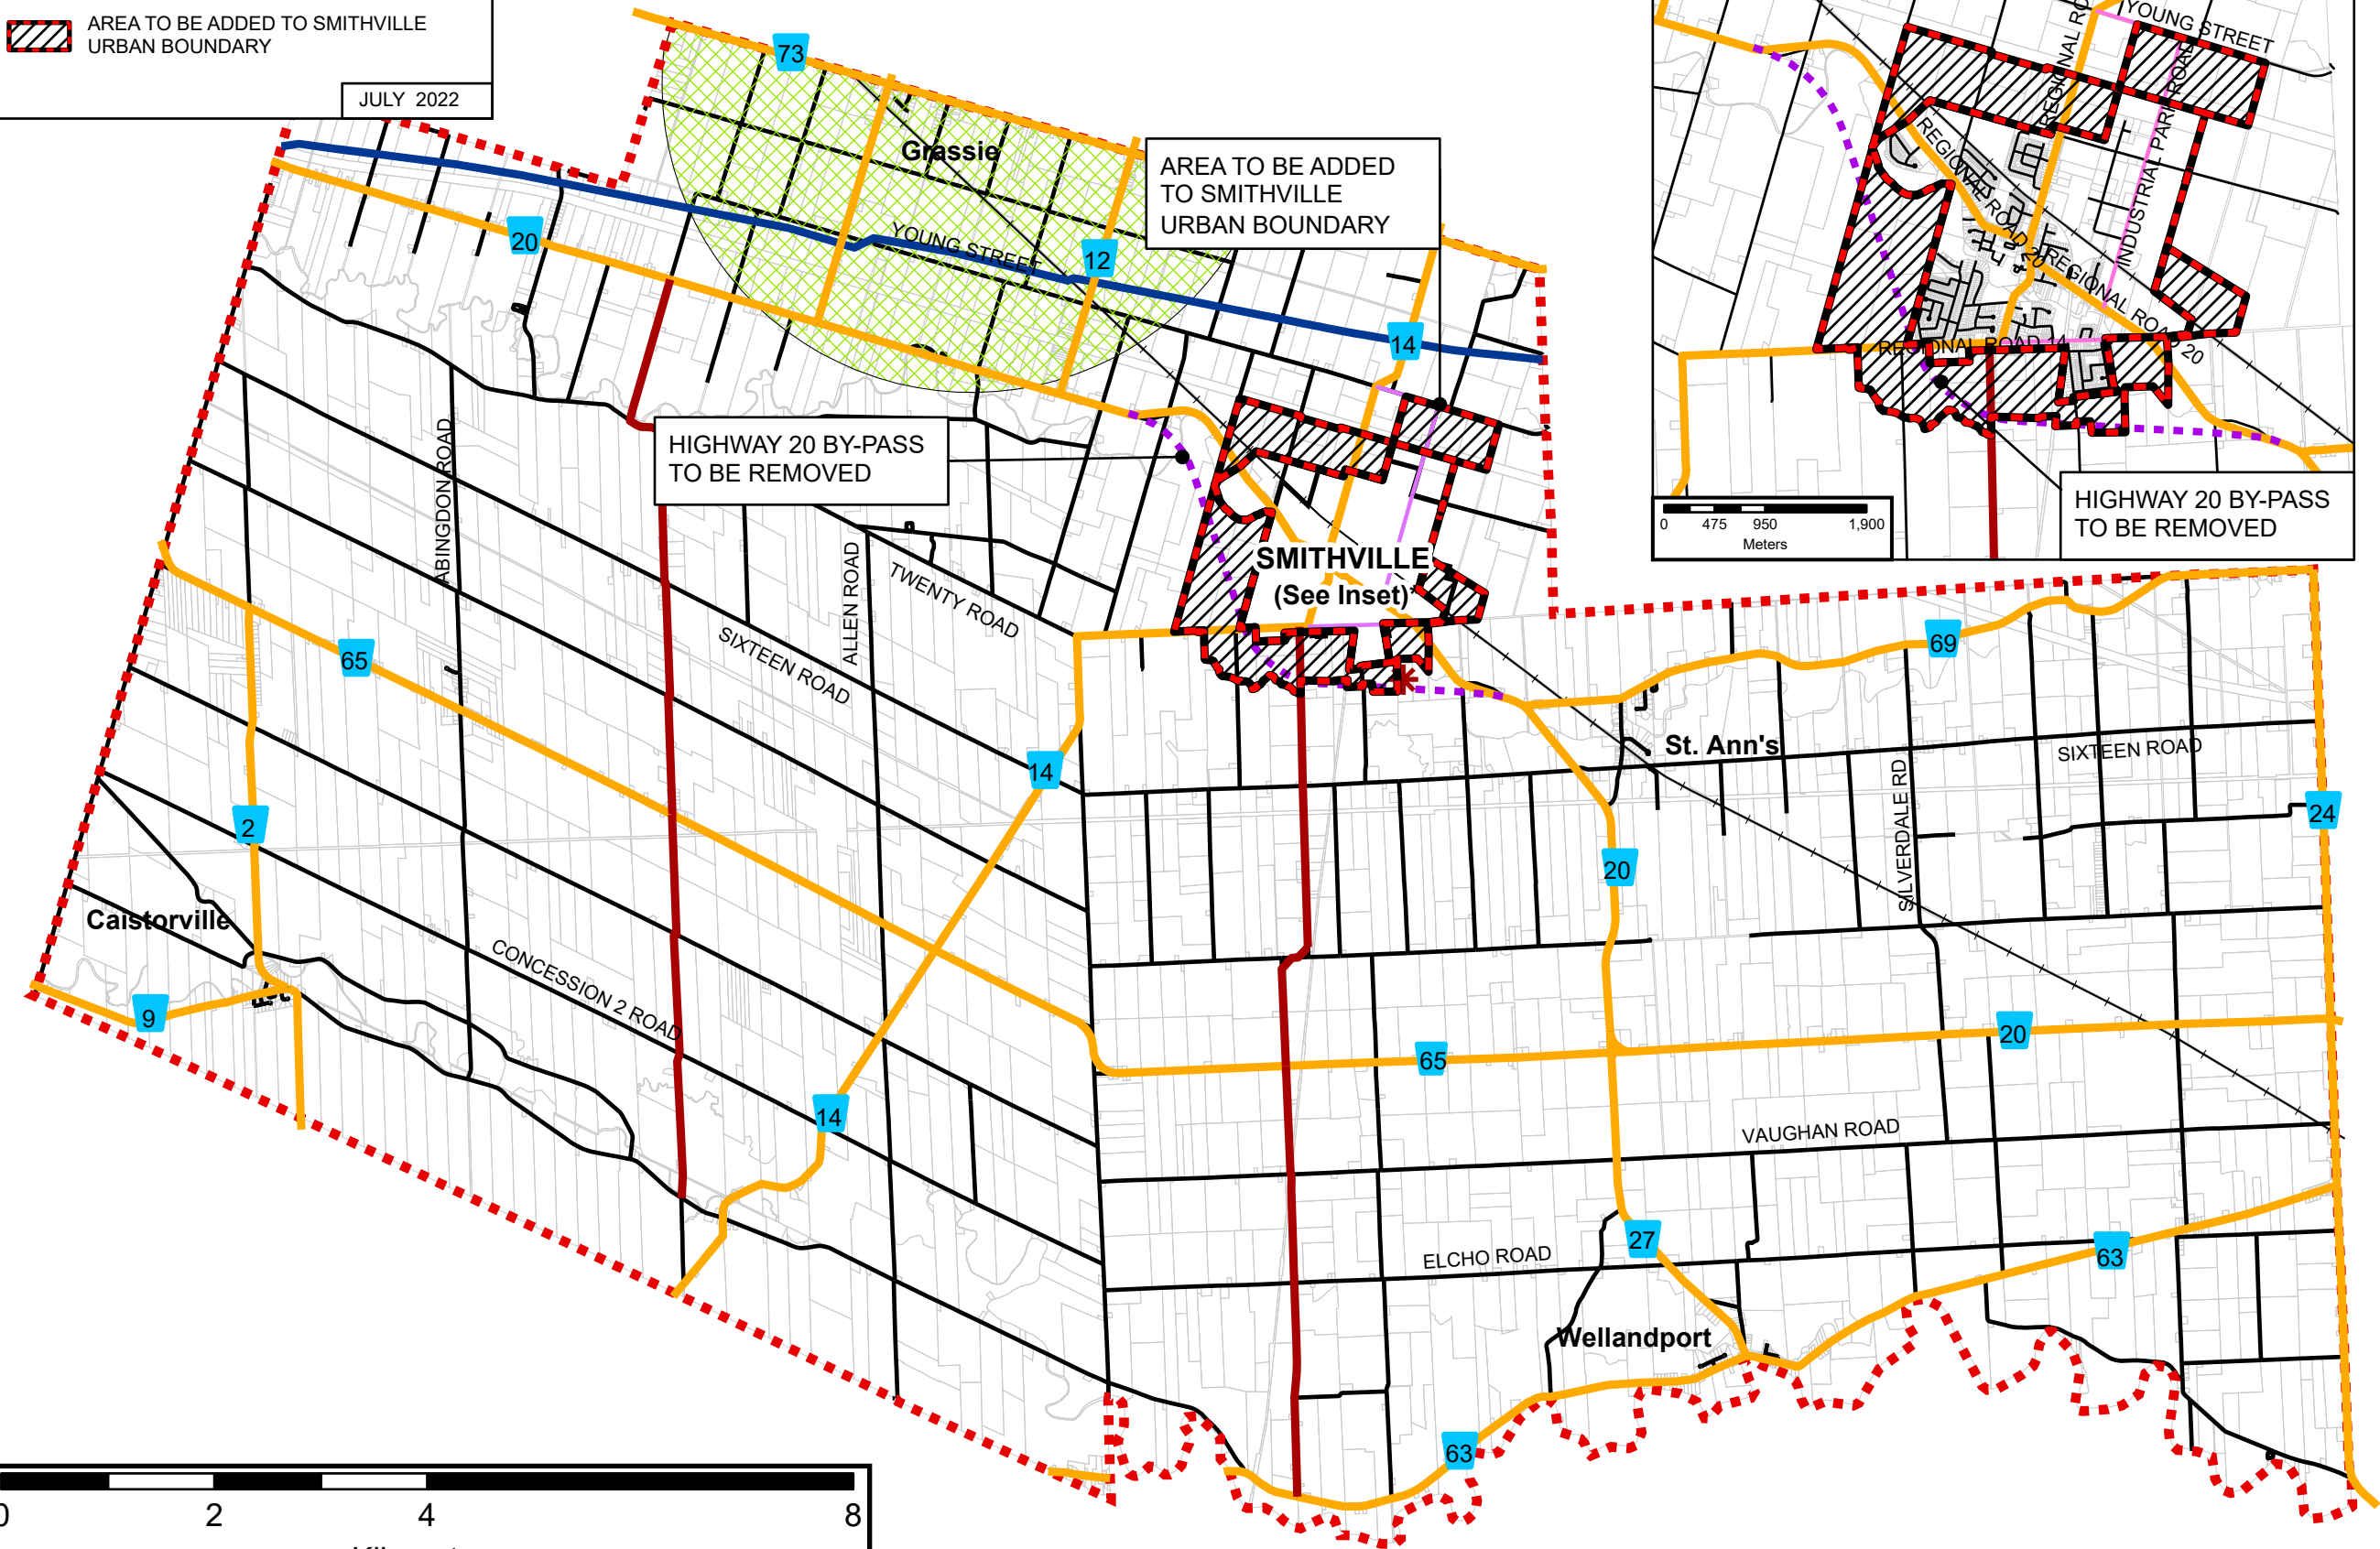 AREA TO BE ADDED TO SMITHVILLE
URBAN BOUNDARY
JULY 2022
73
Grassie
AREA TO BE ADDED
TO SMITHVILLE
URBAN BOUNDARY
20
YOUNG STREET
12
14
HIGHWAY 20 BY-PASS
TO BE REMOVED
ABINGDON ROAD
ALLEN ROAD
TWENTY ROAD
SIXTEEN ROAD
SMITHVILLE
(See Inset)*
65
69
14
St. Ann's
SIXTEEN ROAD
SILVERDALE RD
24
2
20
Caistorville
CONCESSION 2 ROAD
9
65
20
14
VAUGHAN ROAD
27
ELCHO ROAD
63
Wellandport
63
0 2 4 8
YOUNG STREET
REGIONAL
INDUSTRIAL PARK ROAD
REGIONAL ROAD 20
REGIONAL ROAD 20
REGIONAL ROAD 14
HIGHWAY 20 BY-PASS
TO BE REMOVED
0 475 950 1,900
Meters